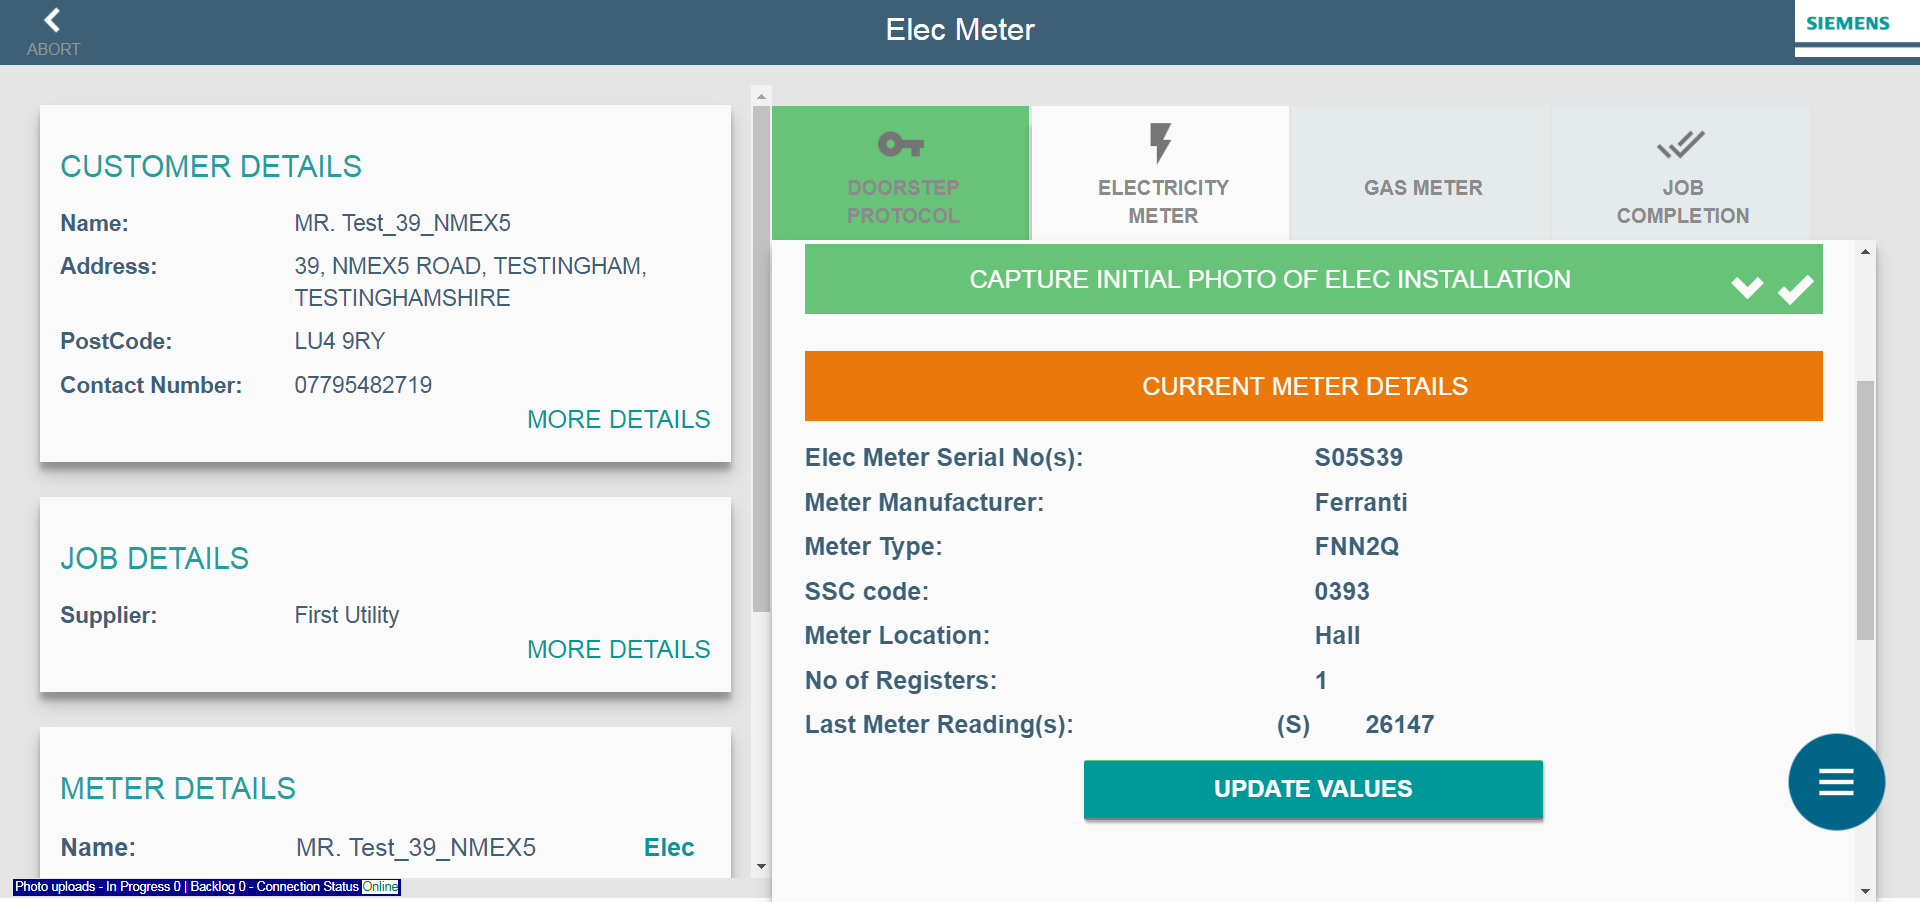 ABORT
Elec Meter
SIEMENS
CUSTOMER DETAILS
Name: MR. Test_39_NMEX5
Address: 39, NMEX5 ROAD, TESTINGHAM,
TESTINGHAMSHIRE
PostCode: LU4 9RY
Contact Number: 07795482719
MORE DETAILS
JOB DETAILS
Supplier: First Utility
MORE DETAILS
METER DETAILS
Name: MR. Test_39_NMEX5 Elec
Photo uploads - In Progress 0 | Backlog 0 - Connection Status Online
DOORSTEP
PROTOCOL
ELECTRICITY
METER
GAS METER
JOB
COMPLETION
CAPTURE INITIAL PHOTO OF ELEC INSTALLATION
CURRENT METER DETAILS
Elec Meter Serial No(s): S05S39
Meter Manufacturer: Ferranti
Meter Type: FNN2Q
SSC code: 0393
Meter Location: Hall
No of Registers: 1
Last Meter Reading(s): (S) 26147
UPDATE VALUES